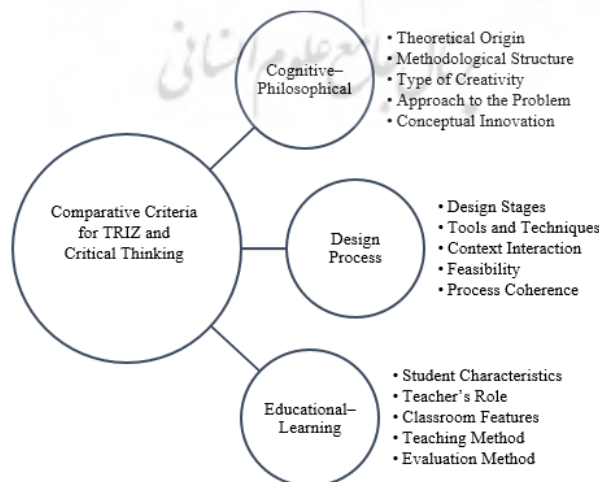 Cognitive–
Philosophical
• Theoretical Origin
• Methodological Structure
• Type of Creativity
• Approach to the Problem
• Conceptual Innovation
Comparative Criteria
for TRIZ and
Critical Thinking
Design
Process
• Design Stages
• Tools and Techniques
• Context Interaction
• Feasibility
• Process Coherence
Educational–
Learning
• Student Characteristics
• Teacher's Role
• Classroom Features
• Teaching Method
• Evaluation Method